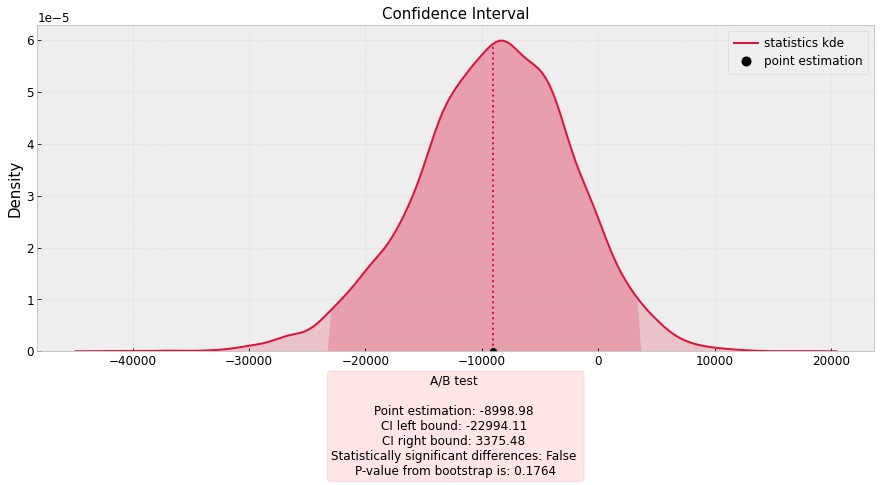 Confidence Interval
1e−5
statistics kde
point estimation
6
5
4
3
2
1
0
Density
−40000
−30000
−20000
−10000
0
10000
20000
A/B test
Point estimation: -8998.98
CI left bound: -22994.11
CI right bound: 3375.48
Statistically significant differences: False
P-value from bootstrap is: 0.1764